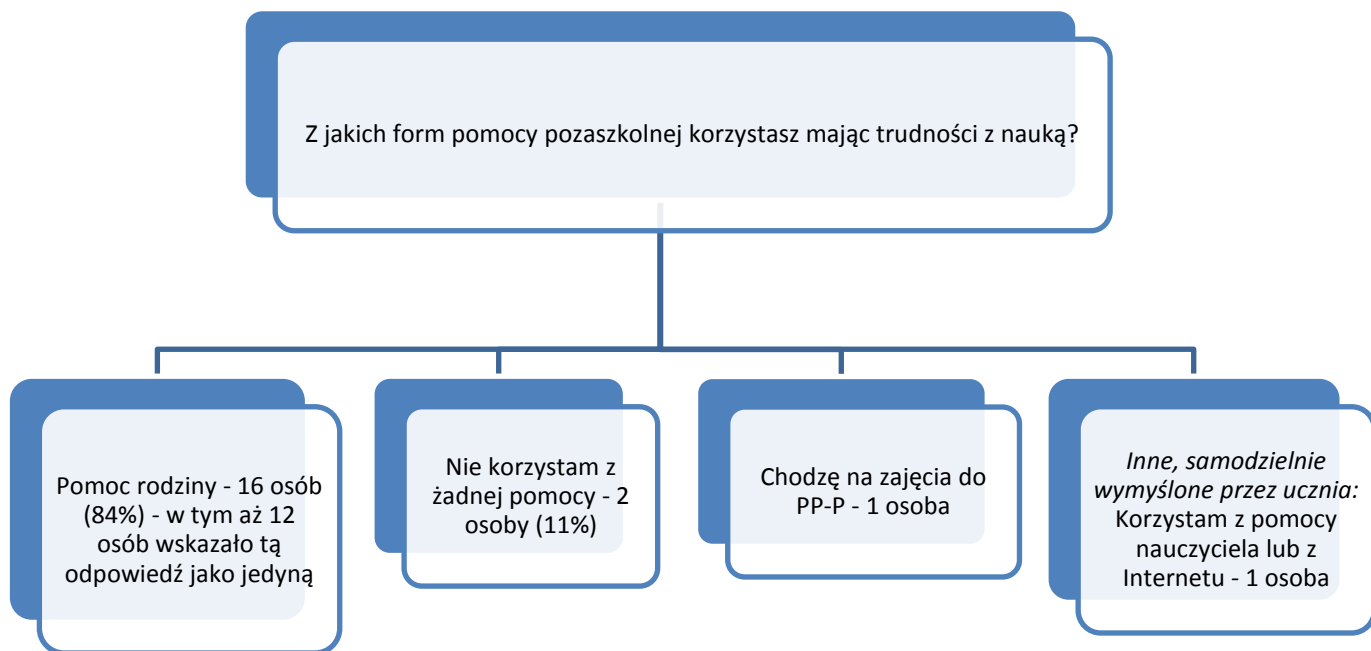 Z jakich form pomocy pozaszkolnej korzystasz mając trudności z nauką?
Pomoc rodziny - 16 osób
(84%) - w tym aż 12
osób wskazało tą
odpowiedź jako jedyną
Nie korzystam z
żadnej pomocy - 2
osoby (11%)
Chodzę na zajęcia do
PP-P - 1 osoba
Inne, samodzielnie
wymyślone przez ucznia:
Korzystam z pomocy
nauczyciela lub z
Internetu - 1 osoba